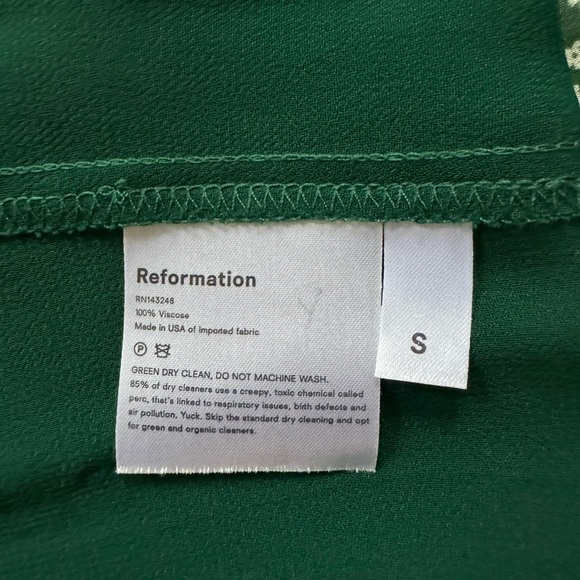 Reformation
RN143248
100% Viscose
Made in USA of imported fabric
P
GREEN DRY CLEAN, DO NOT MACHINE WASH.
85% of dry cleaners use a creepy, toxic chemical called
perc, that's linked to respiratory issues, birth defects and
air pollution. Yuck. Skip the standard dry cleaning and opt
for green and organic cleaners.
S